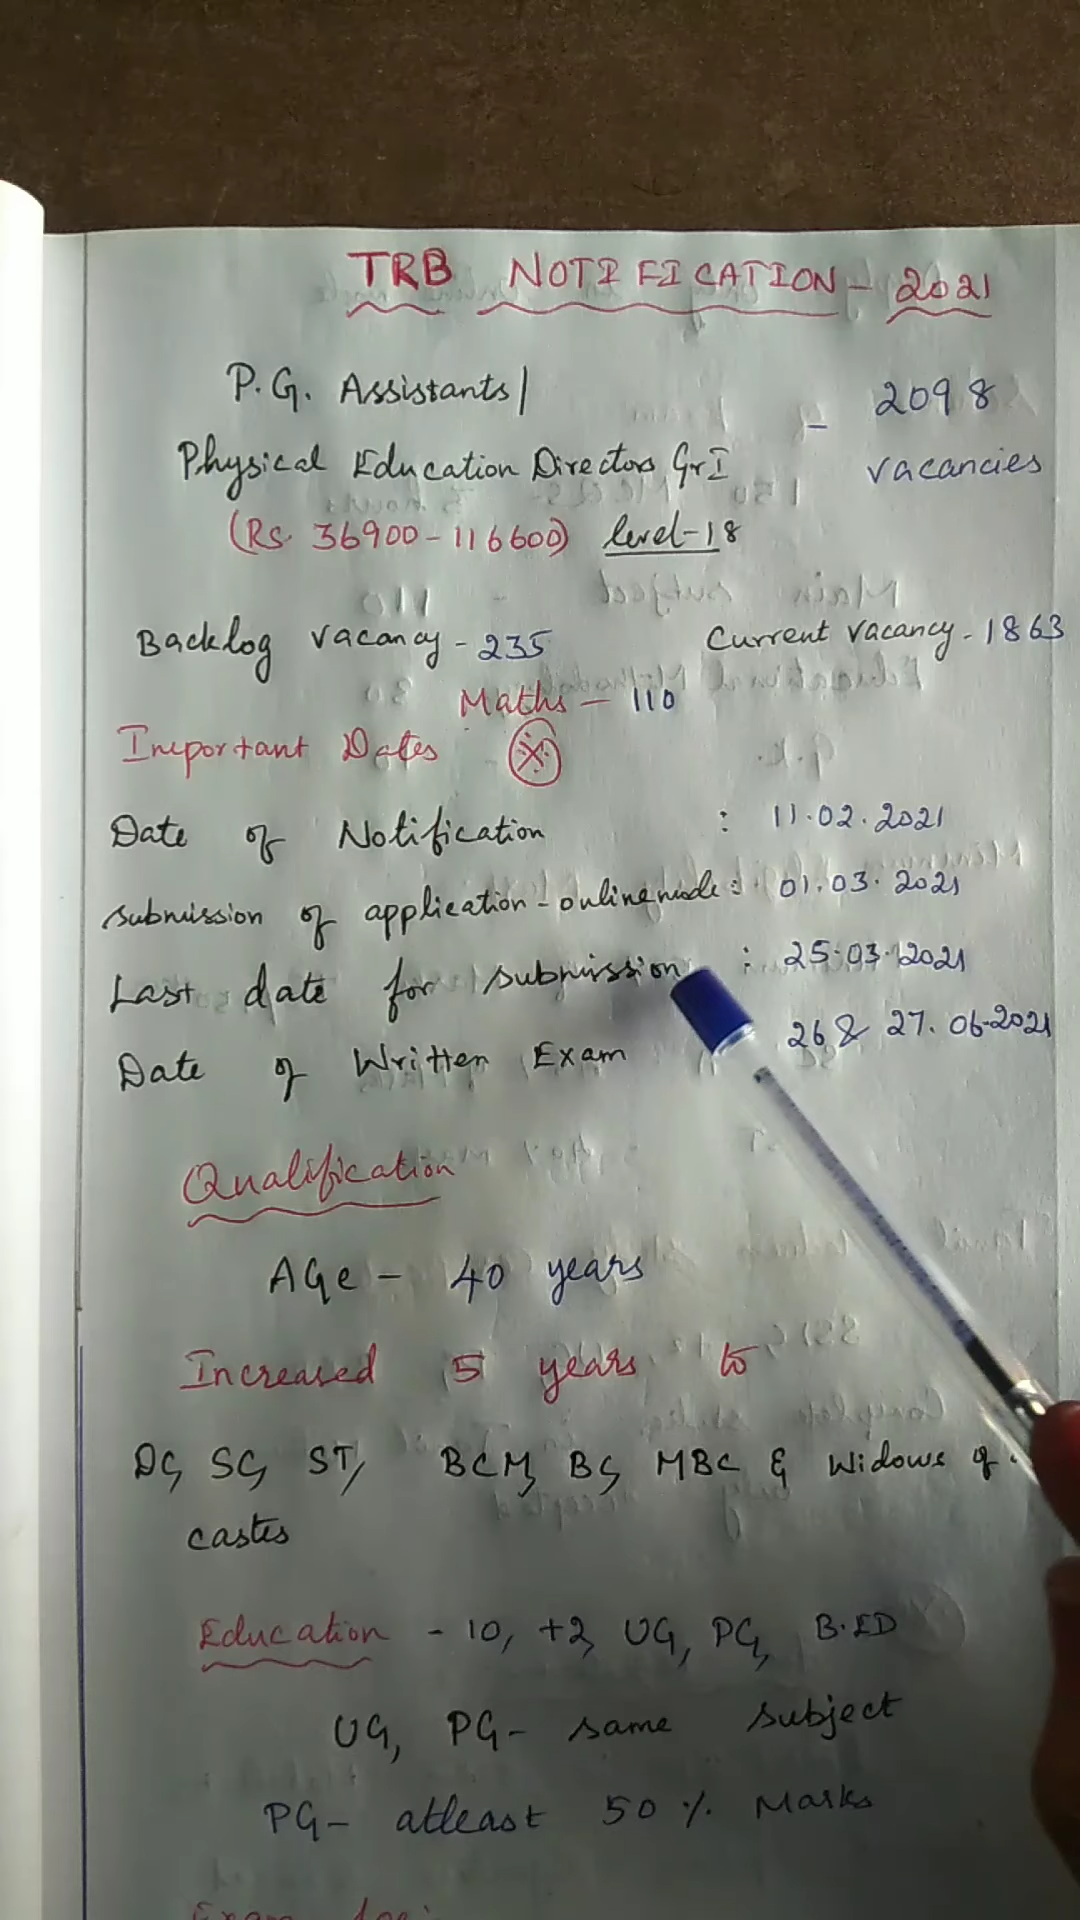 TRB NOTIFICATION - 2021
P.G. Assistants/
Physical Education Directors Gr I - 2098 vacancies
(Rs. 36900 - 116600) level-18
Backlog vacancy - 235 Current vacancy - 1863
Maths - 110
Important Dates
Date of Notification : 11.02.2021
submission of application - online mode : 01.03.2021
Last date for submission : 25.03.2021
Date of Written Exam 26 & 27.06-2021
Qualification
Age - 40 years
Increased 5 years to
DC, SC, ST, BCM, BC, MBC & Widows of
castes
Education - 10, +2, UG, PG, B.ED
UG, PG - same subject
PG - atleast 50 % Marks